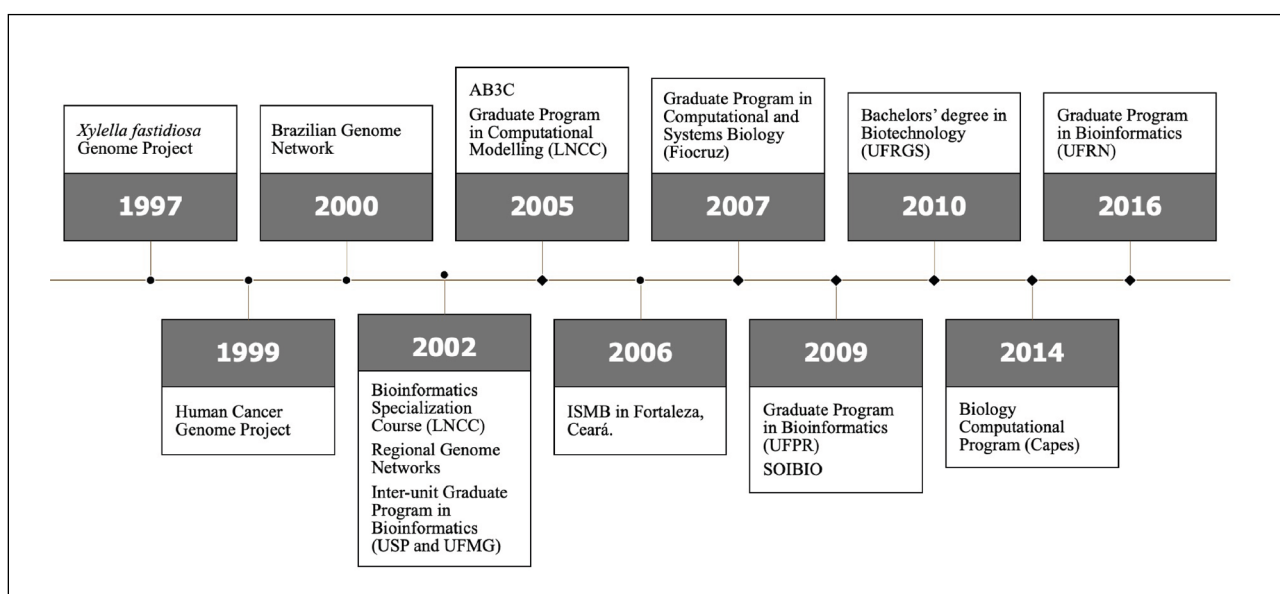 Xylella fastidiosa
Genome Project
1997
Brazilian Genome
Network
2000
AB3C
Graduate Program
in Computational
Modelling (LNCC)
2005
Graduate Program in
Computational and
Systems Biology
(Fiocruz)
2007
Bachelors' degree in
Biotechnology
(UFRGS)
2010
Graduate Program
in Bioinformatics
(UFRN)
2016
1999
Human Cancer
Genome Project
2002
Bioinformatics
Specialization
Course (LNCC)
Regional Genome
Networks
Inter-unit Graduate
Program in
Bioinformatics
(USP and UFMG)
2006
ISMB in Fortaleza,
Ceará.
2009
Graduate Program
in Bioinformatics
(UFPR)
SOIBIO
2014
Biology
Computational
Program (Capes)